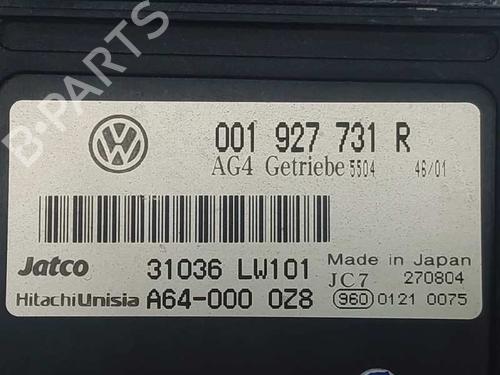 B-PARTS
VW
001 927 731 R
AG4 Getriebe 5504 46/01
Jatco 31036 LW101 Made in Japan
JC7 270804
HitachiUnisia A64-000 0Z8 960 0121 0075